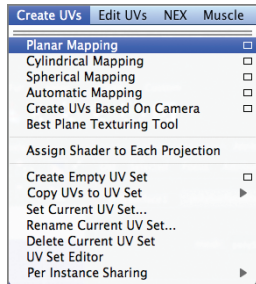 Create UVs Edit UVs NEX Muscle
Planar Mapping
Cylindrical Mapping
Spherical Mapping
Automatic Mapping
Create UVs Based On Camera
Best Plane Texturing Tool
Assign Shader to Each Projection
Create Empty UV Set
Copy UVs to UV Set
Set Current UV Set...
Rename Current UV Set...
Delete Current UV Set
UV Set Editor
Per Instance Sharing